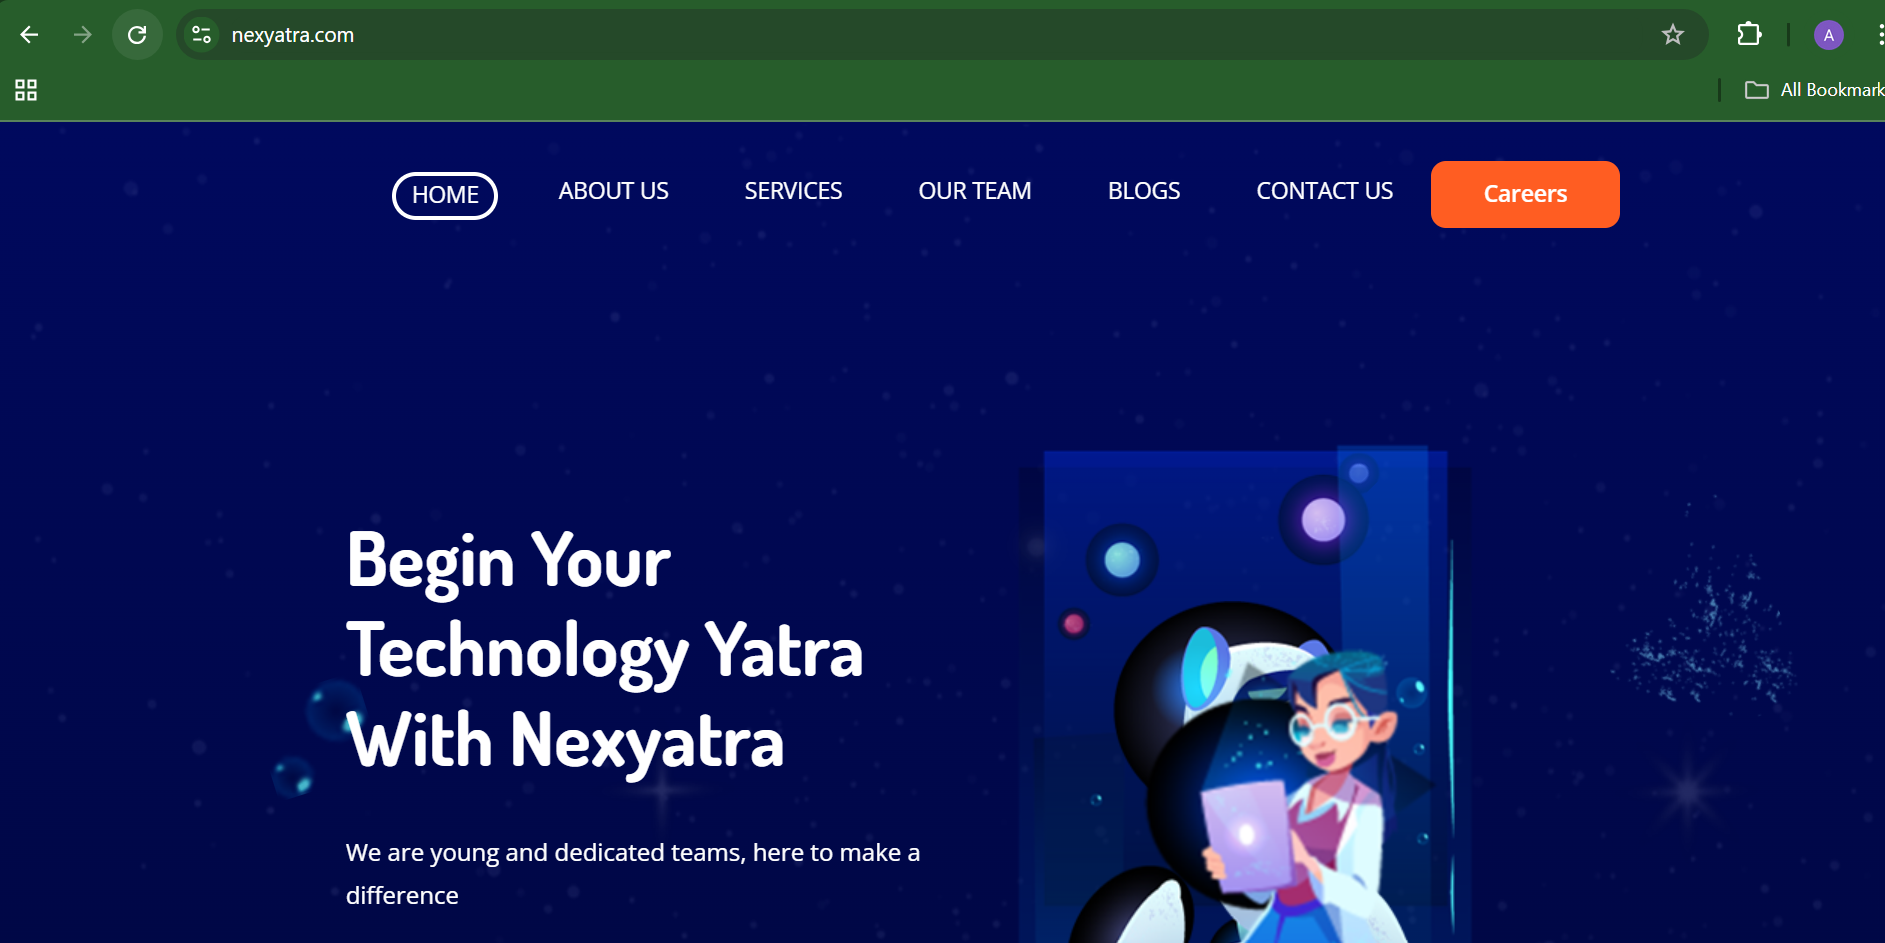 nexyatra.com
A
All Bookmark
HOME ABOUT US SERVICES OUR TEAM BLOGS CONTACT US Careers
Begin Your
Technology Yatra
With Nexyatra
We are young and dedicated teams, here to make a
difference